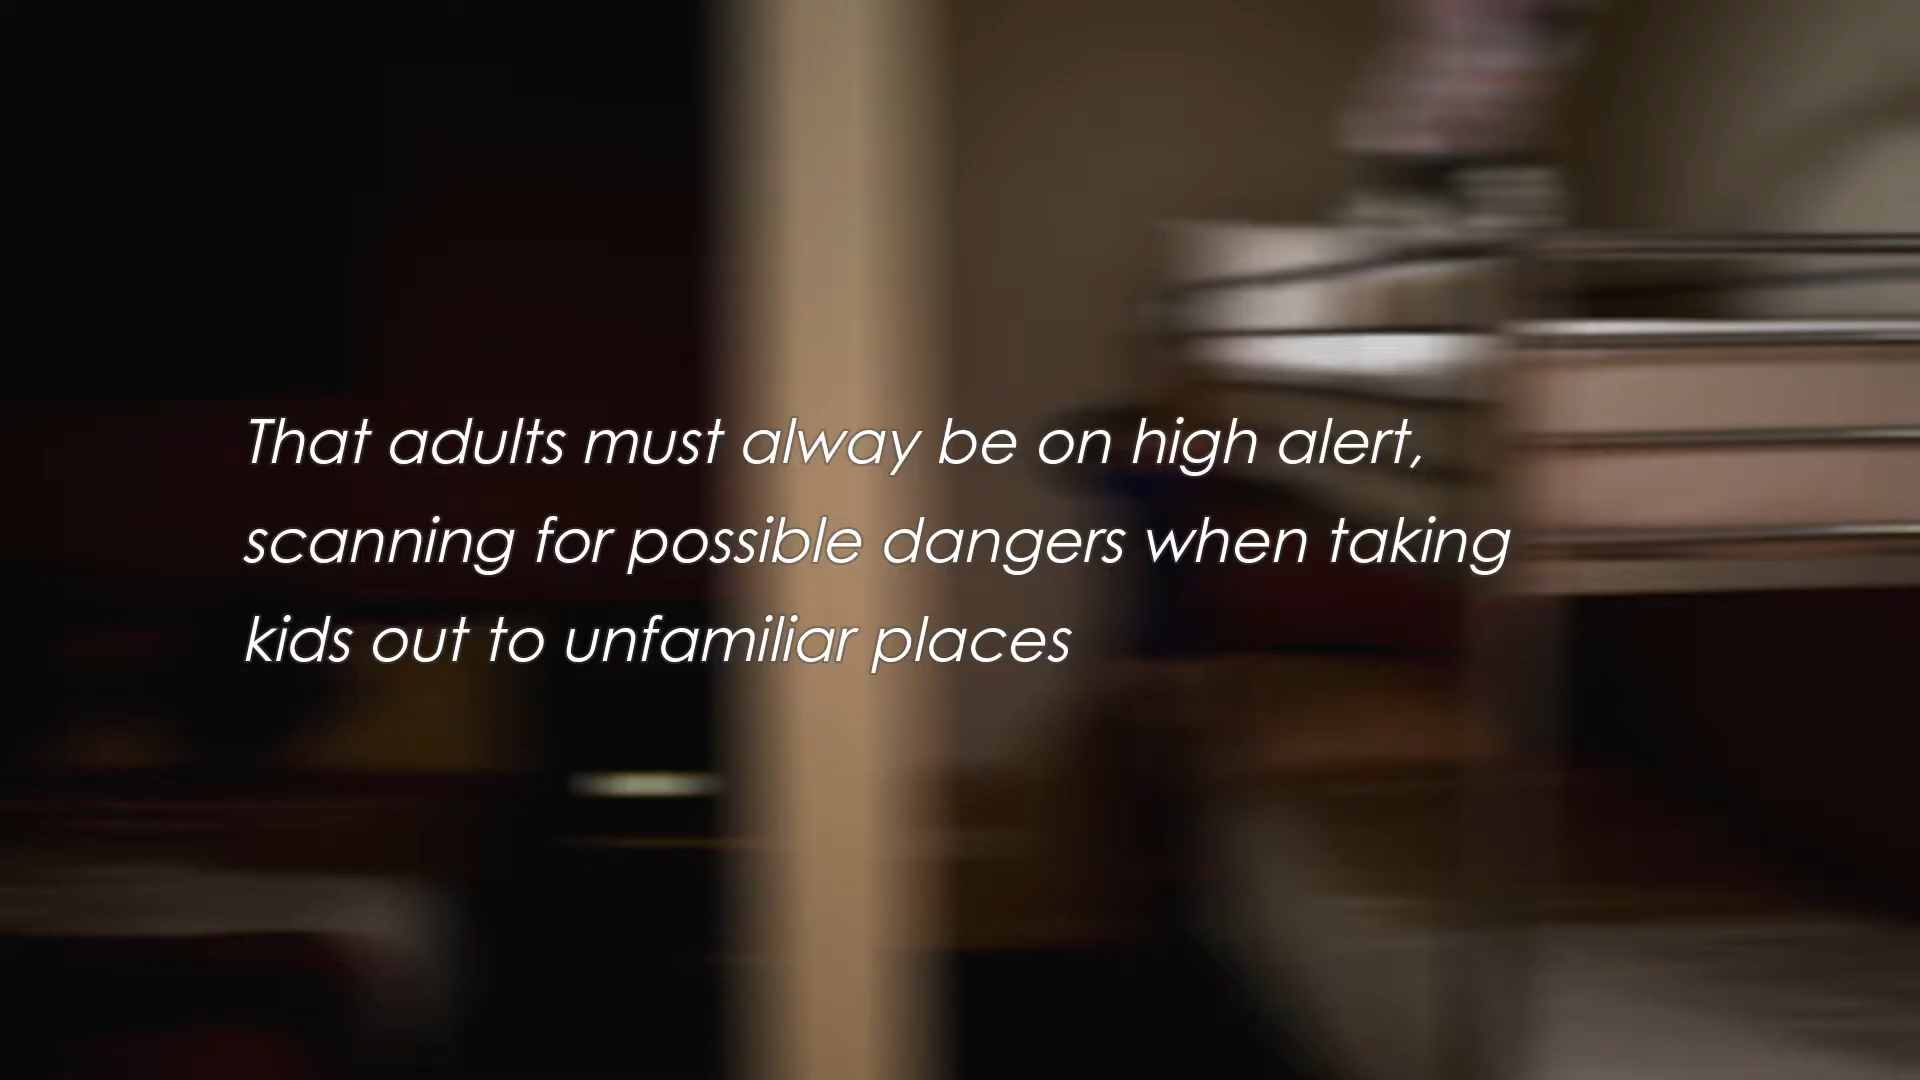 That adults must alway be on high alert,
scanning for possible dangers when taking
kids out to unfamiliar places